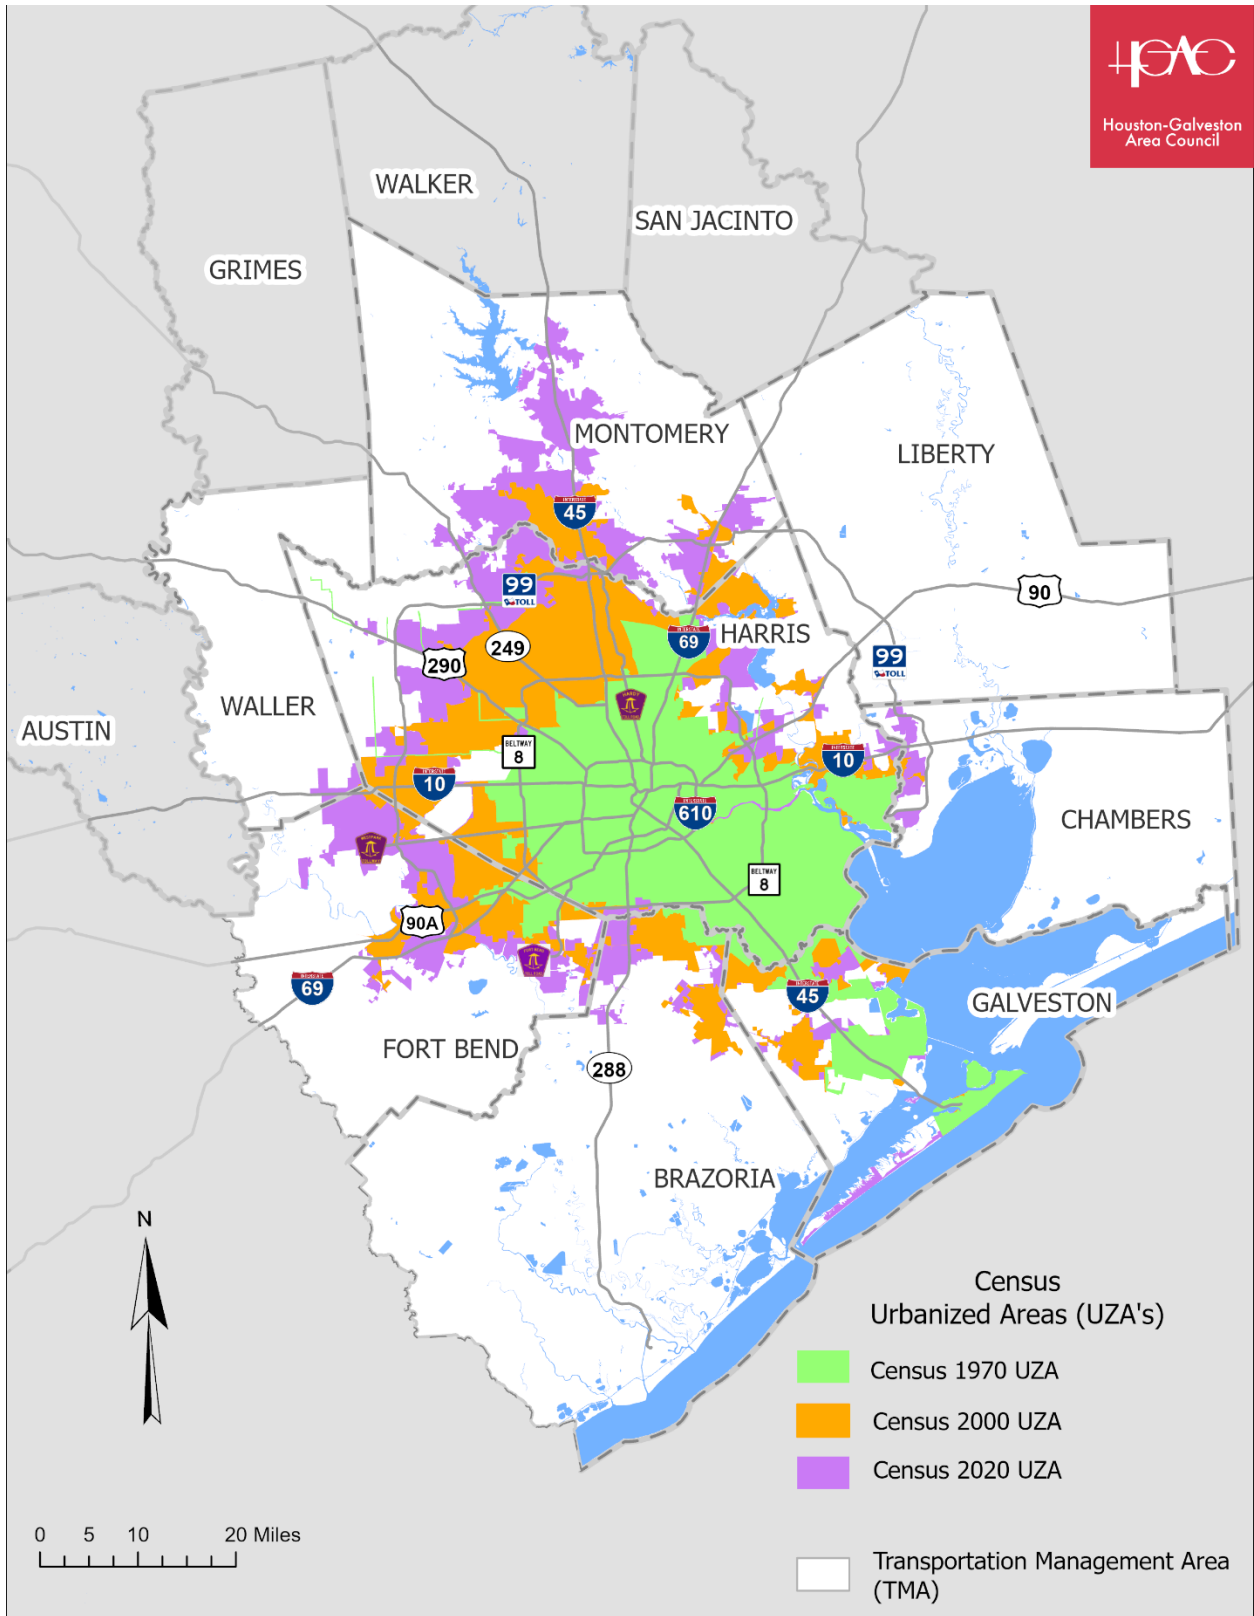 Houston-Galveston
Area Council
WALKER
SAN JACINTO
GRIMES
MONTOMERY
LIBERTY
45
99
TOLL
90
HARRIS
69
249
290
99
TOLL
WALLER
HARDY
AUSTIN
BELTWAY
8
10
10
610
CHAMBERS
BELTWAY
8
90A
69
45
GALVESTON
FORT BEND
288
BRAZORIA
N
Census
Urbanized Areas (UZA's)
Census 1970 UZA
Census 2000 UZA
Census 2020 UZA
0 5 10 20 Miles
Transportation Management Area
(TMA)